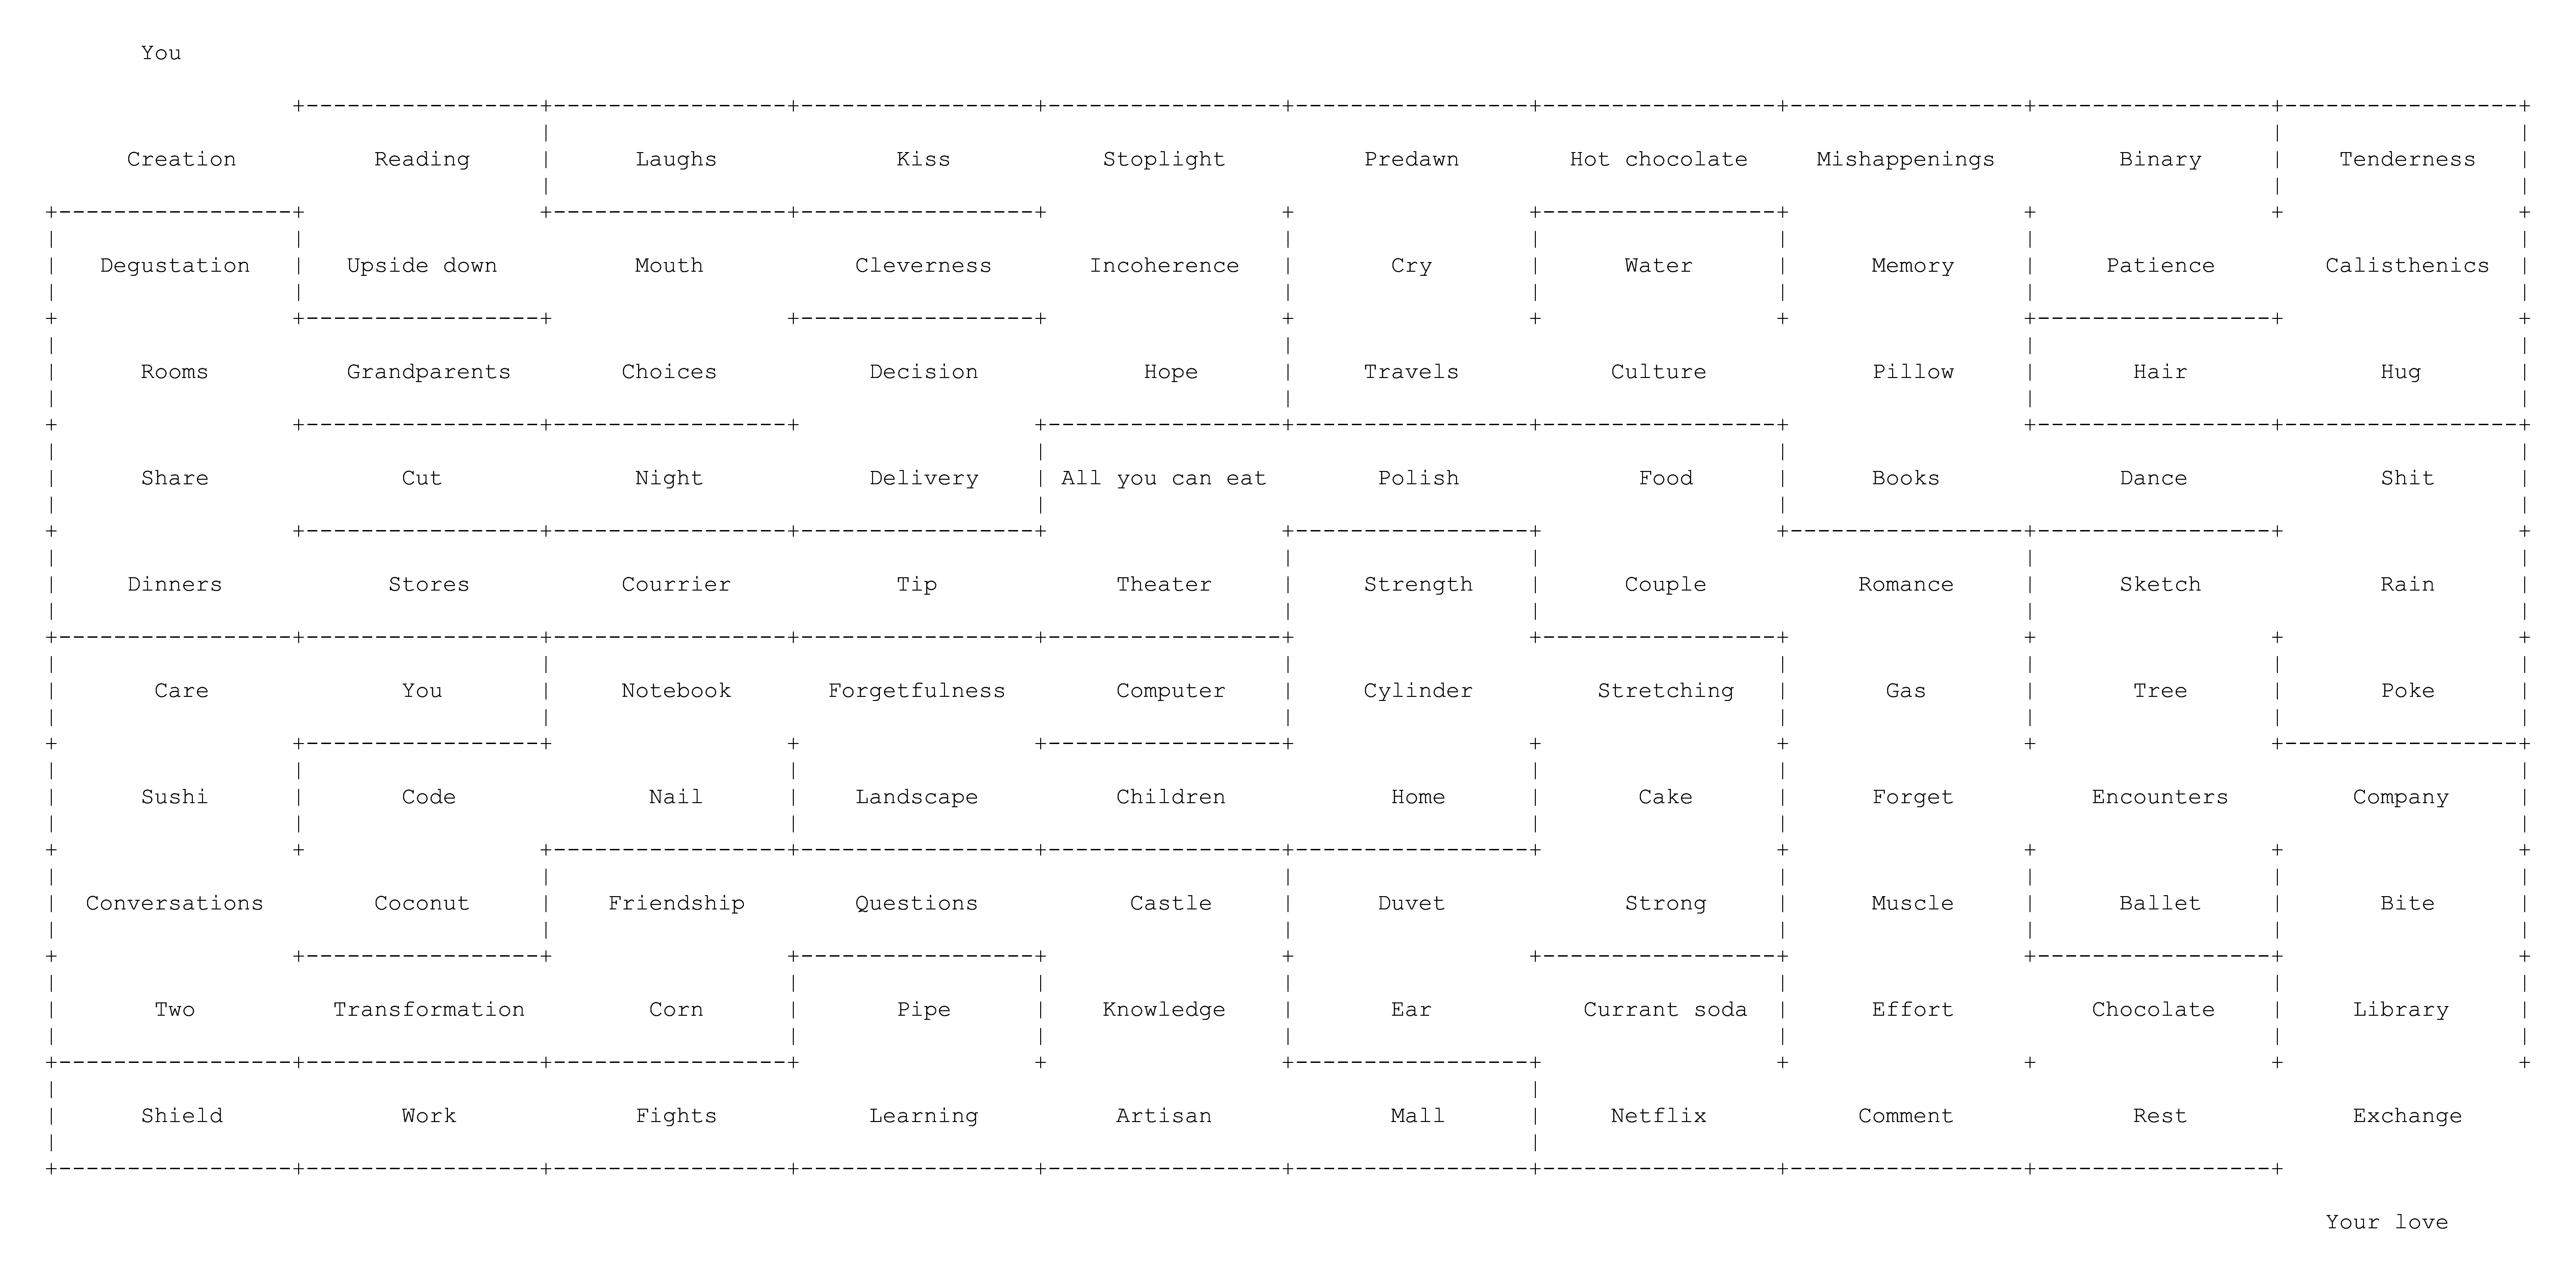 You
Creation Reading Laughs Kiss Stoplight Predawn Hot chocolate Mishappenings Binary Tenderness
Degustation Upside down Mouth Cleverness Incoherence Cry Water Memory Patience Calisthenics
Rooms Grandparents Choices Decision Hope Travels Culture Pillow Hair Hug
Share Cut Night Delivery All you can eat Polish Food Books Dance Shit
Dinners Stores Courrier Tip Theater Strength Couple Romance Sketch Rain
Care You Notebook Forgetfulness Computer Cylinder Stretching Gas Tree Poke
Sushi Code Nail Landscape Children Home Cake Forget Encounters Company
Conversations Coconut Friendship Questions Castle Duvet Strong Muscle Ballet Bite
Two Transformation Corn Pipe Knowledge Ear Currant soda Effort Chocolate Library
Shield Work Fights Learning Artisan Mall Netflix Comment Rest Exchange
Your love